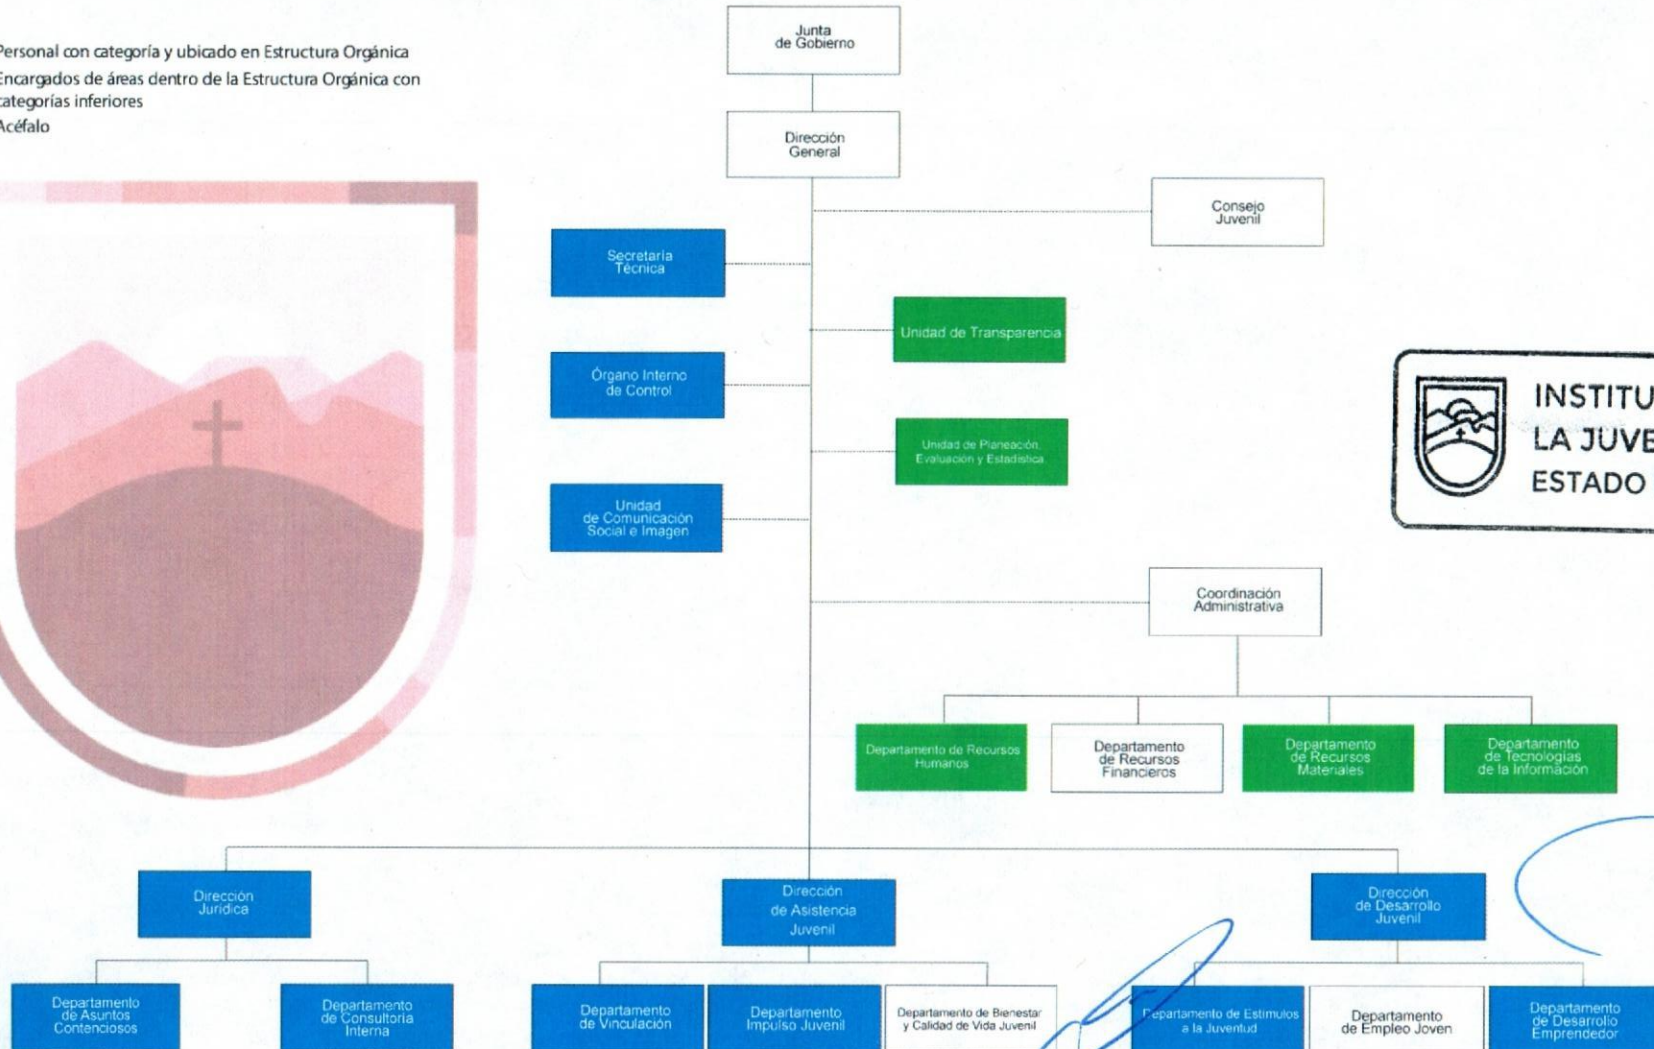 Personal con categoría y ubicado en Estructura Orgánica
Encargados de áreas dentro de la Estructura Orgánica con
categorías inferiores
Acéfalo
Junta
de Gobierno
Dirección
General
Consejo
Juvenil
Secretaría
Técnica
Unidad de Transparencia
Órgano Interno
de Control
Unidad de Planeación,
Evaluación y Estadística
Unidad
de Comunicación
Social e Imagen
INSTITU
LA JUVE
ESTADO
Coordinación
Administrativa
Departamento de Recursos
Humanos
Departamento
de Recursos
Financieros
Departamento
de Recursos
Materiales
Departamento
de Tecnologías
de la Información
Dirección
Jurídica
Dirección
de Asistencia
Juvenil
Dirección
de Desarrollo
Juvenil
Departamento
de Asuntos
Contenciosos
Departamento
de Consultoría
Interna
Departamento
de Vinculación
Departamento
Impulso Juvenil
Departamento de Bienestar
y Calidad de Vida Juvenil
Departamento de Estímulos
a la Juventud
Departamento
de Empleo Joven
Departamento
de Desarrollo
Emprendedor